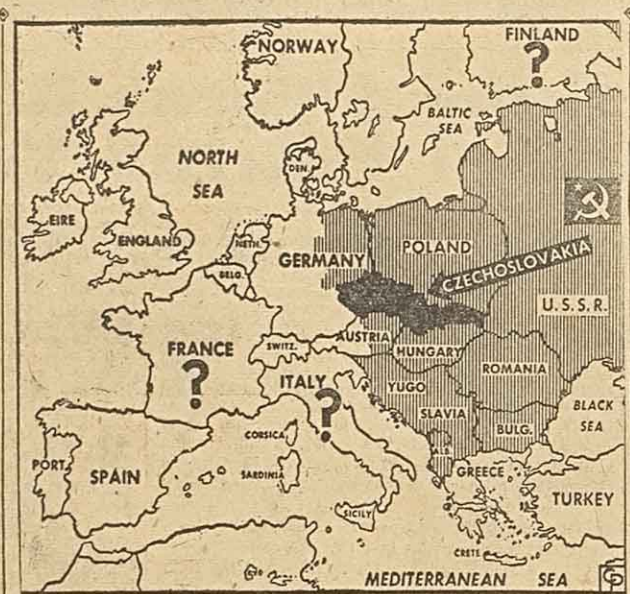 NORWAY
FINLAND
?
BALTIC
SEA
NORTH
SEA
DEN.
EIRE
ENGLAND
NETH.
BELG.
GERMANY
POLAND
CZECHOSLOVAKIA
U.S.S.R.
FRANCE
?
SWITZ.
AUSTRIA
HUNGARY
ROMANIA
ITALY
?
YUGO
SLAVIA
BULG.
BLACK
SEA
CORSICA
SARDINIA
ALB.
PORT.
SPAIN
GREECE
TURKEY
SICILY
CRETE
MEDITERRANEAN SEA